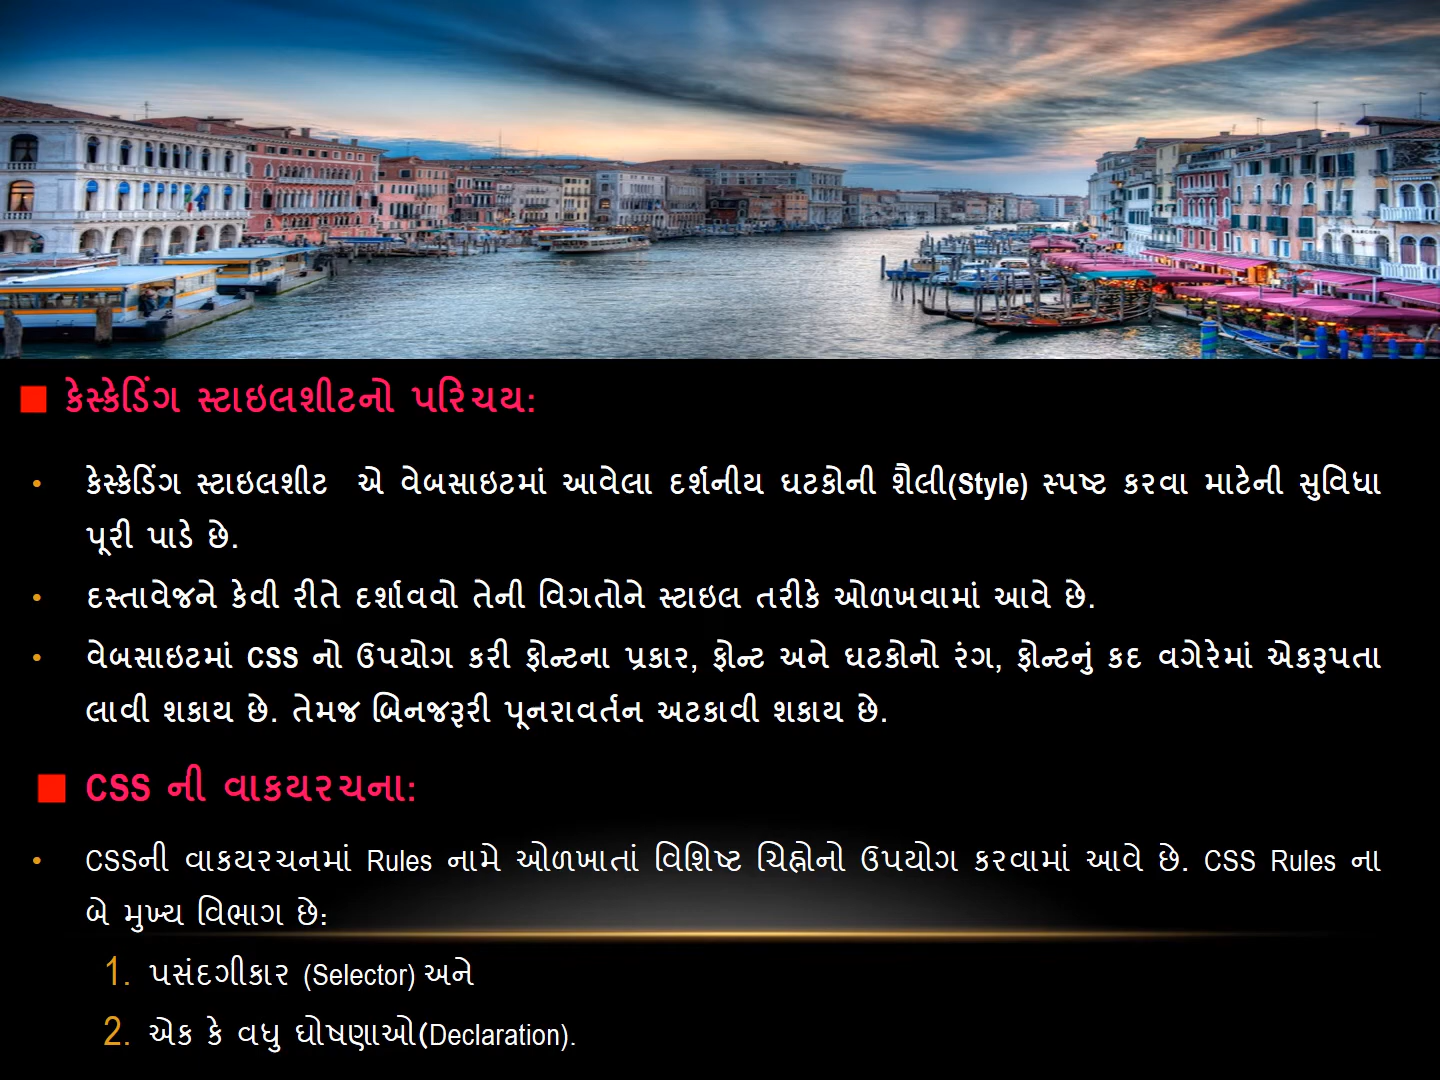 કેસ્કેડિંગ સ્ટાઇલશીટનો પરિચય:
કેસ્કેડિંગ સ્ટાઇલશીટ એ વેબસાઇટમાં આવેલા દર્શનીય ઘટકોની શૈલી(Style) સ્પષ્ટ કરવા માટેની સુવિધા
પૂરી પાડે છે.
દસ્તાવેજને કેવી રીતે દર્શાવવો તેની વિગતોને સ્ટાઇલ તરીકે ઓળખવામાં આવે છે.
વેબસાઇટમાં CSS નો ઉપયોગ કરી ફોન્ટના પ્રકાર, ફોન્ટ અને ઘટકોનો રંગ, ફોન્ટનું કદ વગેરેમાં એકરૂપતા
લાવી શકાય છે. તેમજ બિનજરૂરી પૂનરાવર્તન અટકાવી શકાય છે.
CSS ની વાકયરચના:
CSSની વાકયરચનમાં Rules નામે ઓળખાતાં વિશિષ્ટ ચિહ્નોનો ઉપયોગ કરવામાં આવે છે. CSS Rules ના
બે મુખ્ય વિભાગ છે:
1. પસંદગીકાર (Selector) અને
2. એક કે વધુ ઘોષણાઓ(Declaration).